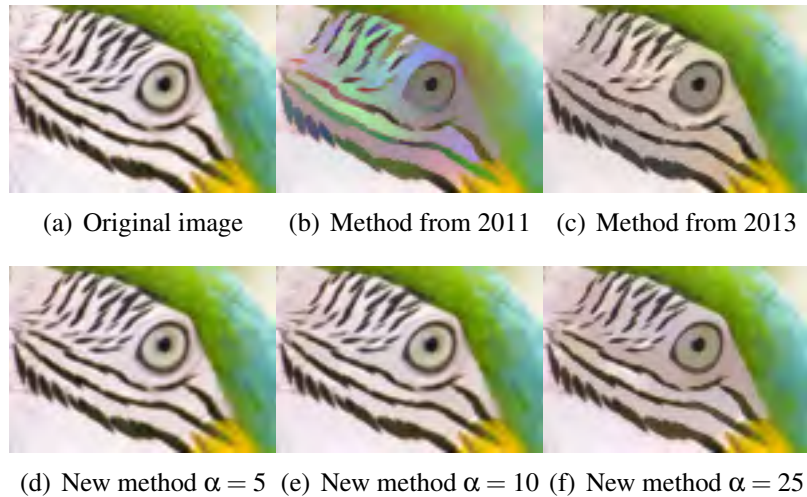 (a) Original image
(b) Method from 2011
(c) Method from 2013
(d) New method α = 5
(e) New method α = 10
(f) New method α = 25